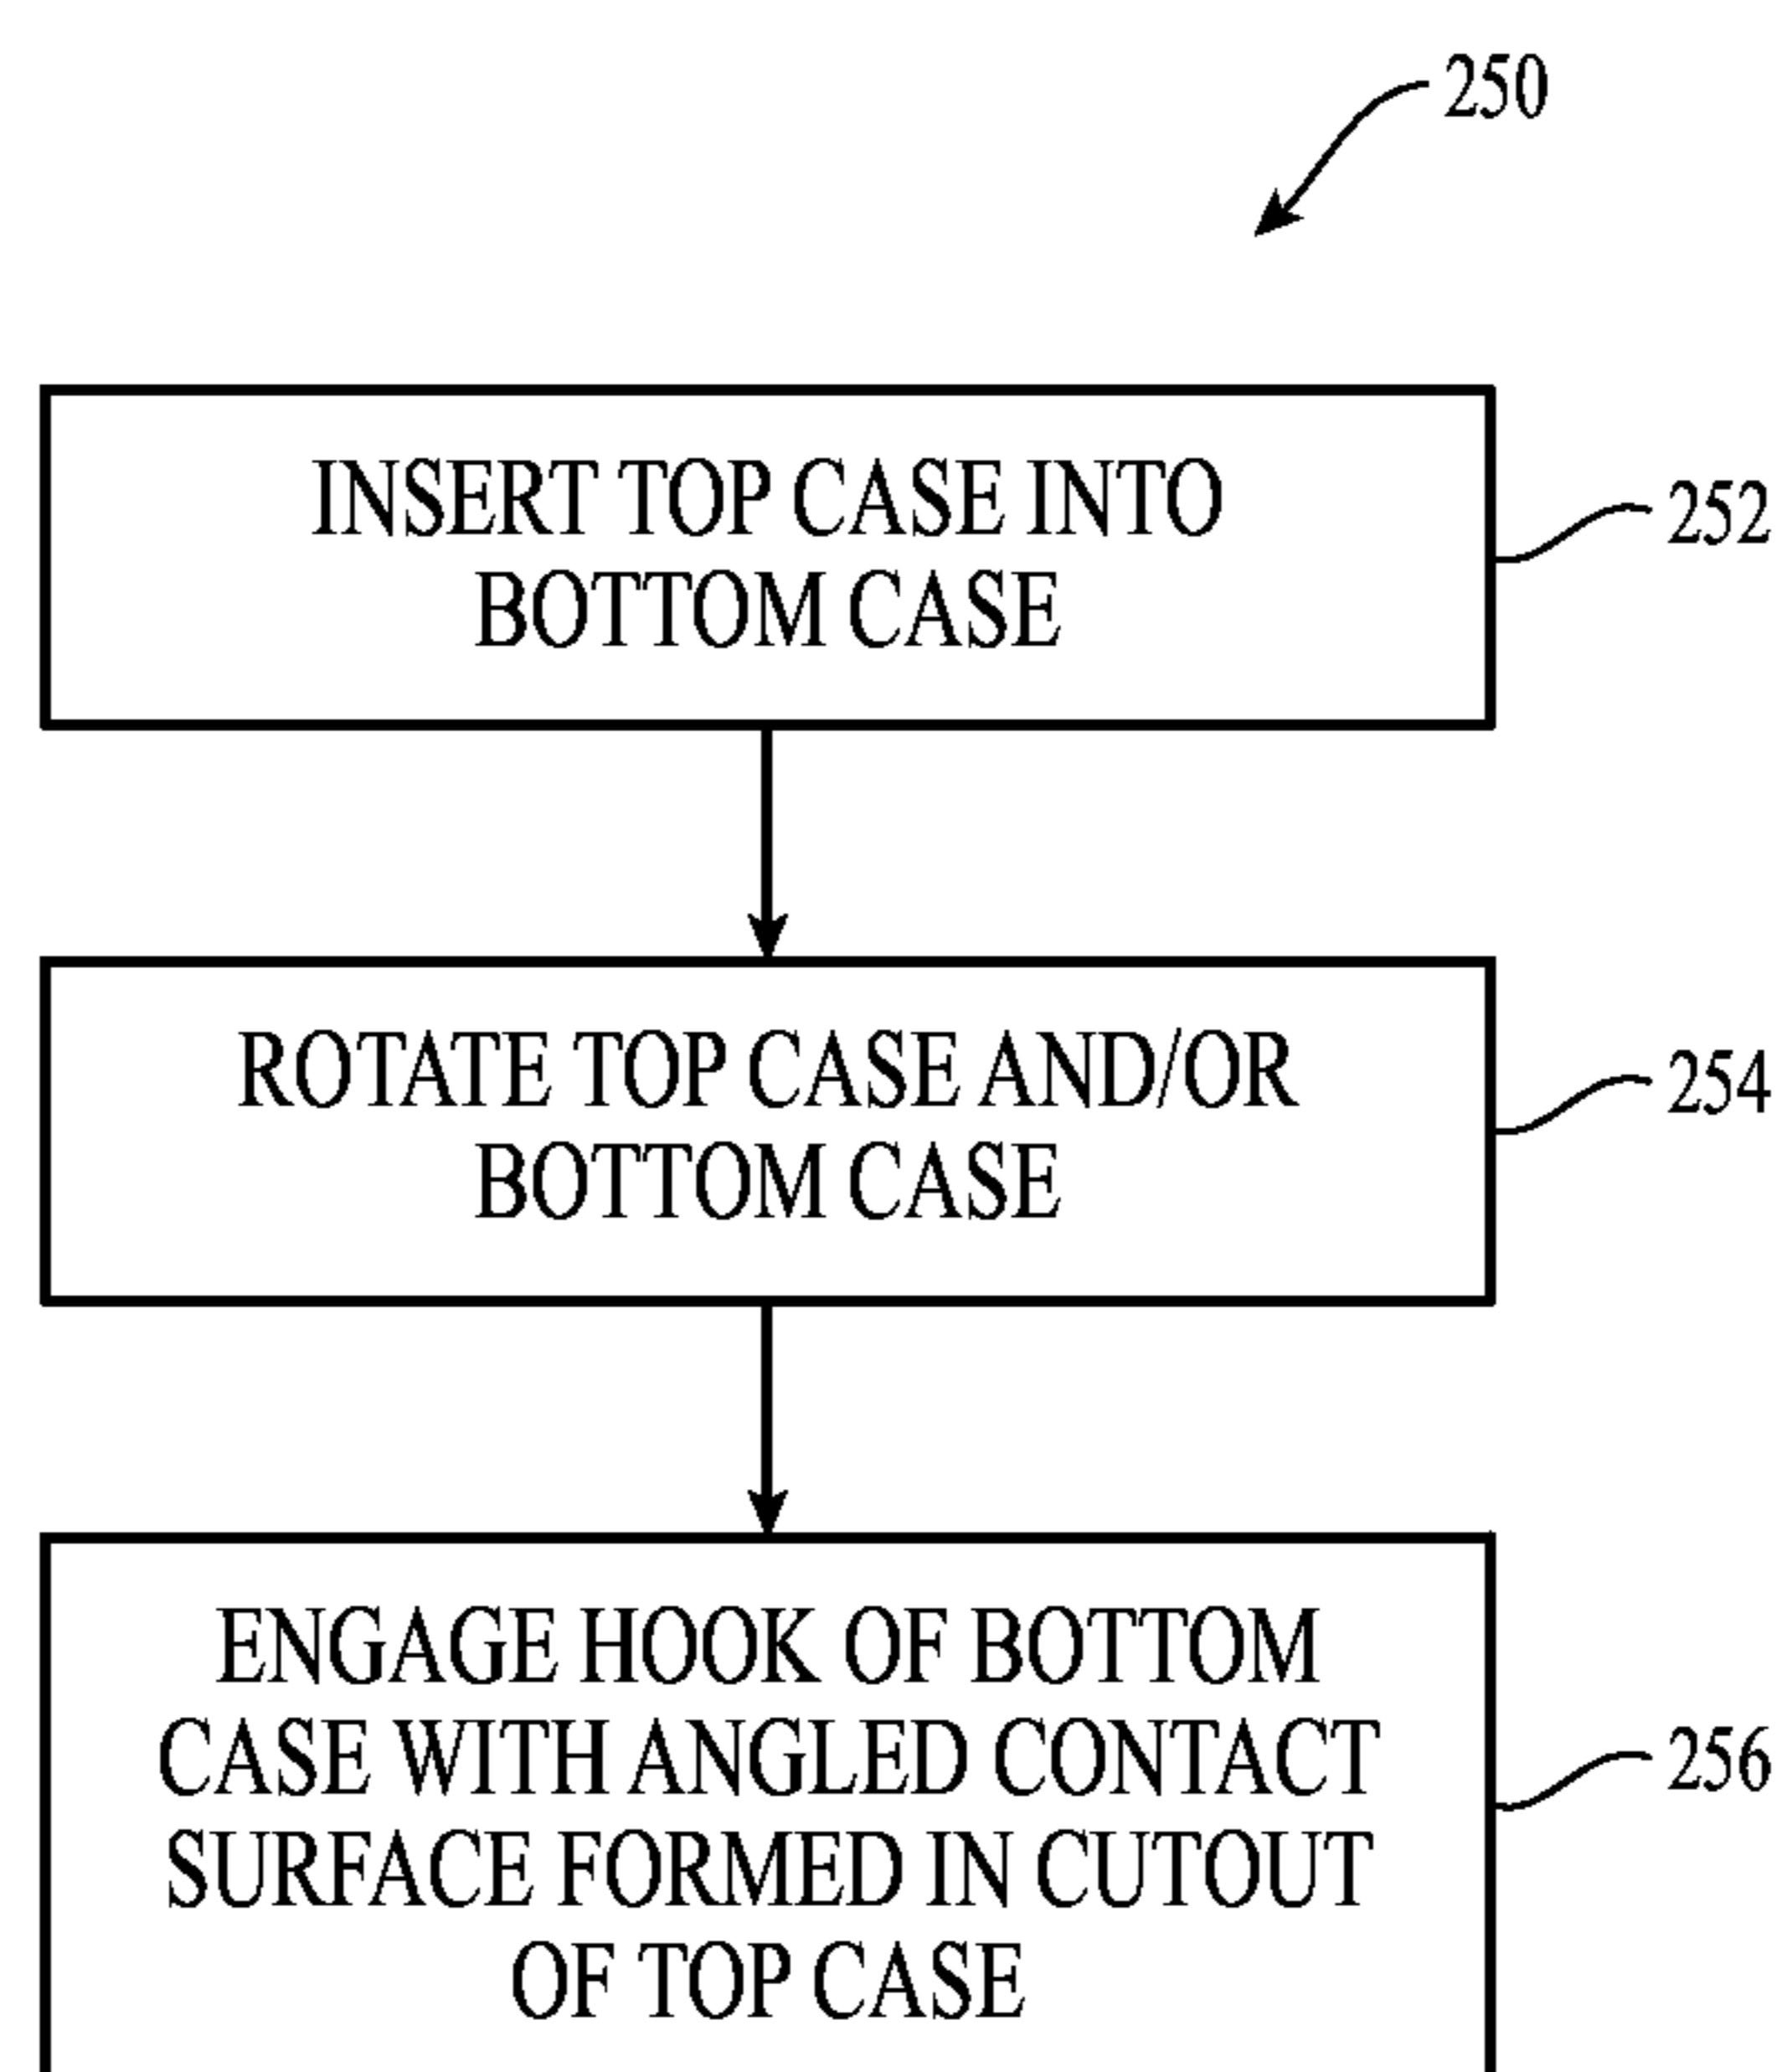 250
INSERT TOP CASE INTO
BOTTOM CASE
252
ROTATE TOP CASE AND/OR
BOTTOM CASE
254
ENGAGE HOOK OF BOTTOM
CASE WITH ANGLED CONTACT
SURFACE FORMED IN CUTOUT
OF TOP CASE
256